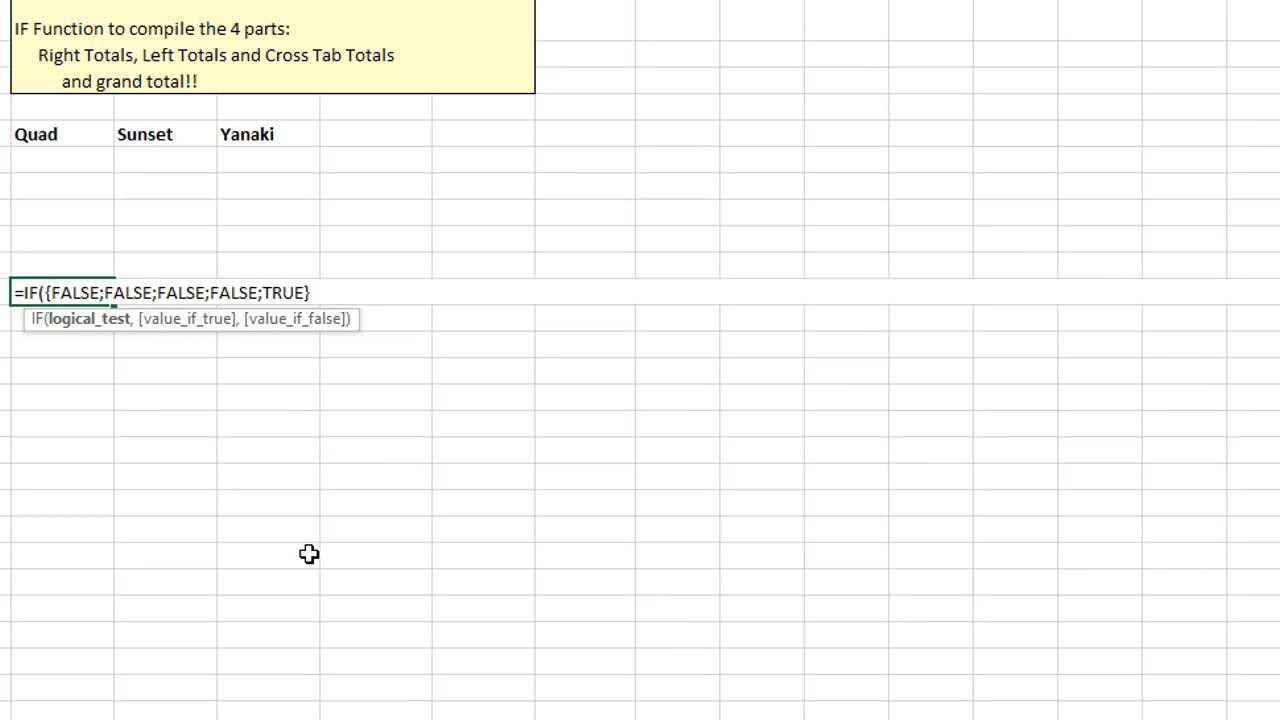 IF Function to compile the 4 parts:
Right Totals, Left Totals and Cross Tab Totals
and grand total!!
Quad Sunset Yanaki
=IF({FALSE;FALSE;FALSE;FALSE;TRUE}
IF(logical_test, [value_if_true], [value_if_false])